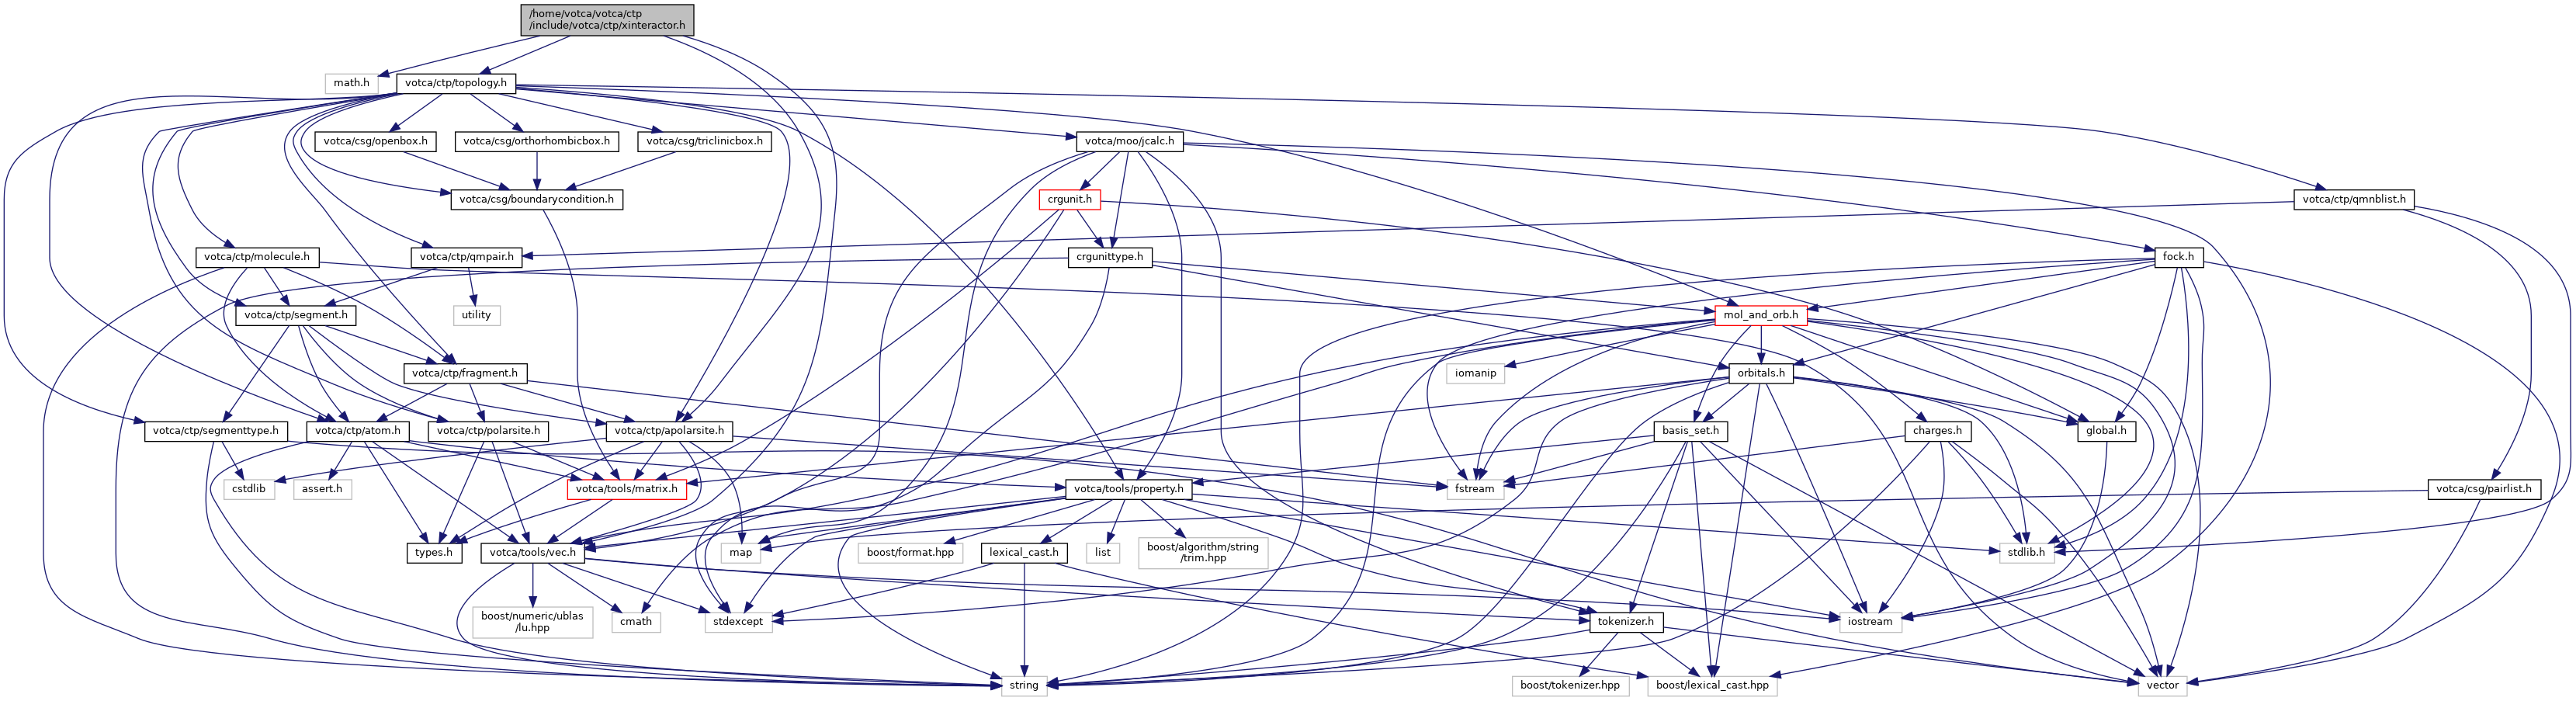 /home/votca/votca/ctp
/include/votca/ctp/xinteractor.h
math.h
votca/ctp/topology.h
votca/csg/openbox.h
votca/csg/orthorhombicbox.h
votca/csg/triclinicbox.h
votca/moo/jcalc.h
votca/csg/boundarycondition.h
crgunit.h
votca/ctp/qmnblist.h
votca/ctp/molecule.h
votca/ctp/qmpair.h
crgunittype.h
fock.h
votca/ctp/segment.h
utility
mol_and_orb.h
votca/ctp/fragment.h
iomanip
orbitals.h
votca/ctp/segmenttype.h
votca/ctp/atom.h
votca/ctp/polarsite.h
votca/ctp/apolarsite.h
basis_set.h
charges.h
global.h
cstdlib
assert.h
votca/tools/matrix.h
votca/tools/property.h
fstream
votca/csg/pairlist.h
types.h
votca/tools/vec.h
map
boost/format.hpp
lexical_cast.h
list
boost/algorithm/string
/trim.hpp
stdlib.h
boost/numeric/ublas
/lu.hpp
cmath
stdexcept
tokenizer.h
iostream
string
boost/tokenizer.hpp
boost/lexical_cast.hpp
vector